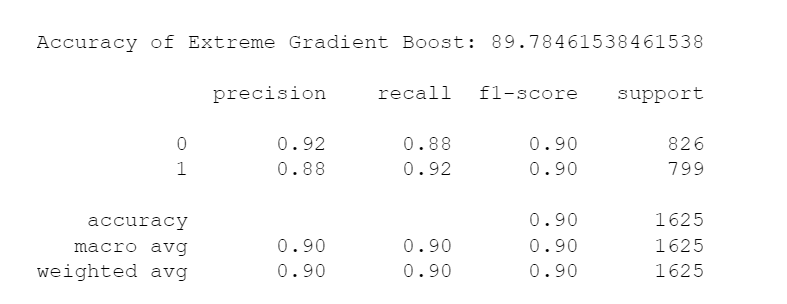 Accuracy of Extreme Gradient Boost: 89.78461538461538
precision recall f1-score support
0 0.92 0.88 0.90 826
1 0.88 0.92 0.90 799
accuracy 0.90 1625
macro avg 0.90 0.90 0.90 1625
weighted avg 0.90 0.90 0.90 1625